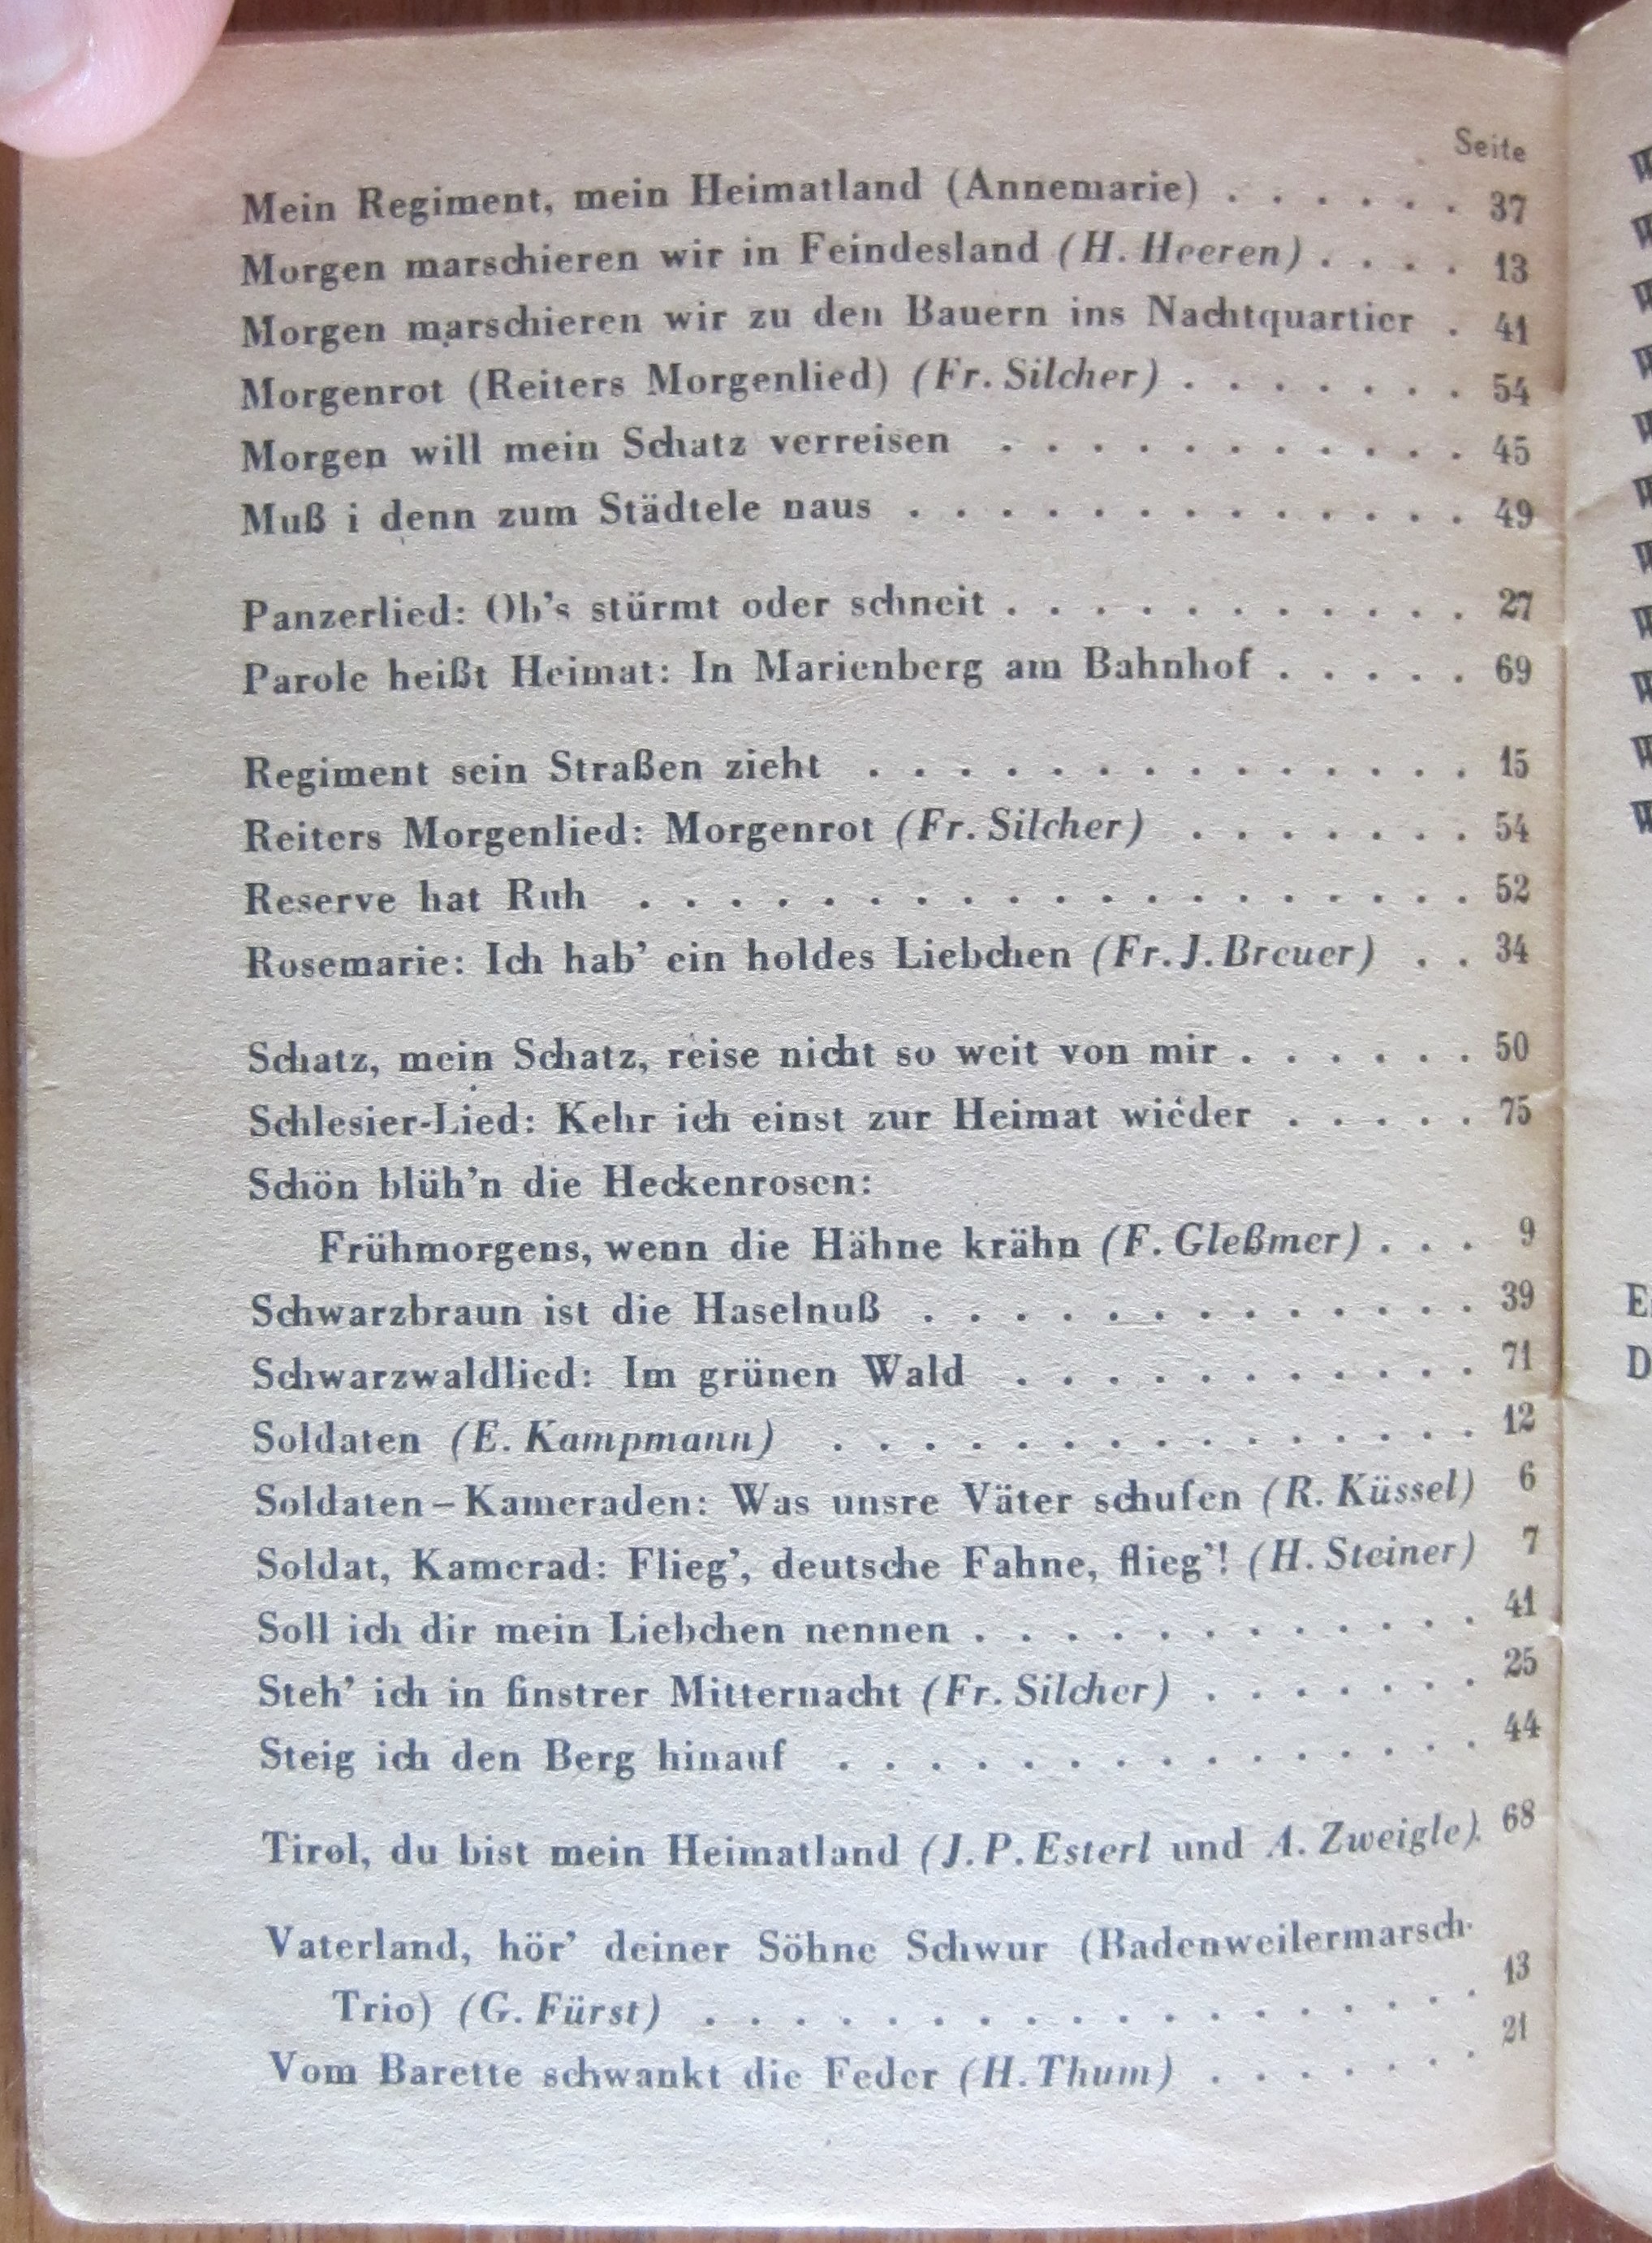 Seite
Mein Regiment, mein Heimatland (Annemarie) . . . . . . 37
Morgen marschieren wir in Feindesland (H. Heeren) . . . . 13
Morgen marschieren wir zu den Bauern ins Nachtquartier . 41
Morgenrot (Reiters Morgenlied) (Fr. Silcher) . . . . . . . 54
Morgen will mein Schatz verreisen . . . . . . . . . . . 45
Muß i denn zum Städtele naus . . . . . . . . . . . . . 49
Panzerlied: Ob's stürmt oder schneit . . . . . . . . . . . 27
Parole heißt Heimat: In Marienberg am Bahnhof . . . . . 69
Regiment sein Straßen zieht . . . . . . . . . . . . . . 15
Reiters Morgenlied: Morgenrot (Fr. Silcher) . . . . . . . 54
Reserve hat Ruh . . . . . . . . . . . . . . . . . . . 52
Rosemarie: Ich hab' ein holdes Liebchen (Fr. J. Breuer) . . 34
Schatz, mein Schatz, reise nicht so weit von mir . . . . . . 50
Schlesier-Lied: Kehr ich einst zur Heimat wieder . . . . . 75
Schön blüh'n die Heckenrosen:
Frühmorgens, wenn die Hähne krähn (F. Gleßmer) . . . 9
Schwarzbraun ist die Haselnuß . . . . . . . . . . . . . 39
Schwarzwaldlied: Im grünen Wald . . . . . . . . . . . 71
Soldaten (E. Kampmann) . . . . . . . . . . . . . . . 12
Soldaten – Kameraden: Was unsre Väter schufen (R. Küssel) 6
Soldat, Kamerad: Flieg', deutsche Fahne, flieg'! (H. Steiner) 7
Soll ich dir mein Liebchen nennen . . . . . . . . . . . . 41
Steh' ich in finstrer Mitternacht (Fr. Silcher) . . . . . . . 25
Steig ich den Berg hinauf . . . . . . . . . . . . . . . 44
Tirol, du bist mein Heimatland (J. P. Esterl und A. Zweigle). 68
Vaterland, hör' deiner Söhne Schwur (Badenweilermarsch-
Trio) (G. Fürst) . . . . . . . . . . . . . . . . . . 13
Vom Barette schwankt die Feder (H. Thum) . . . . . . . 21